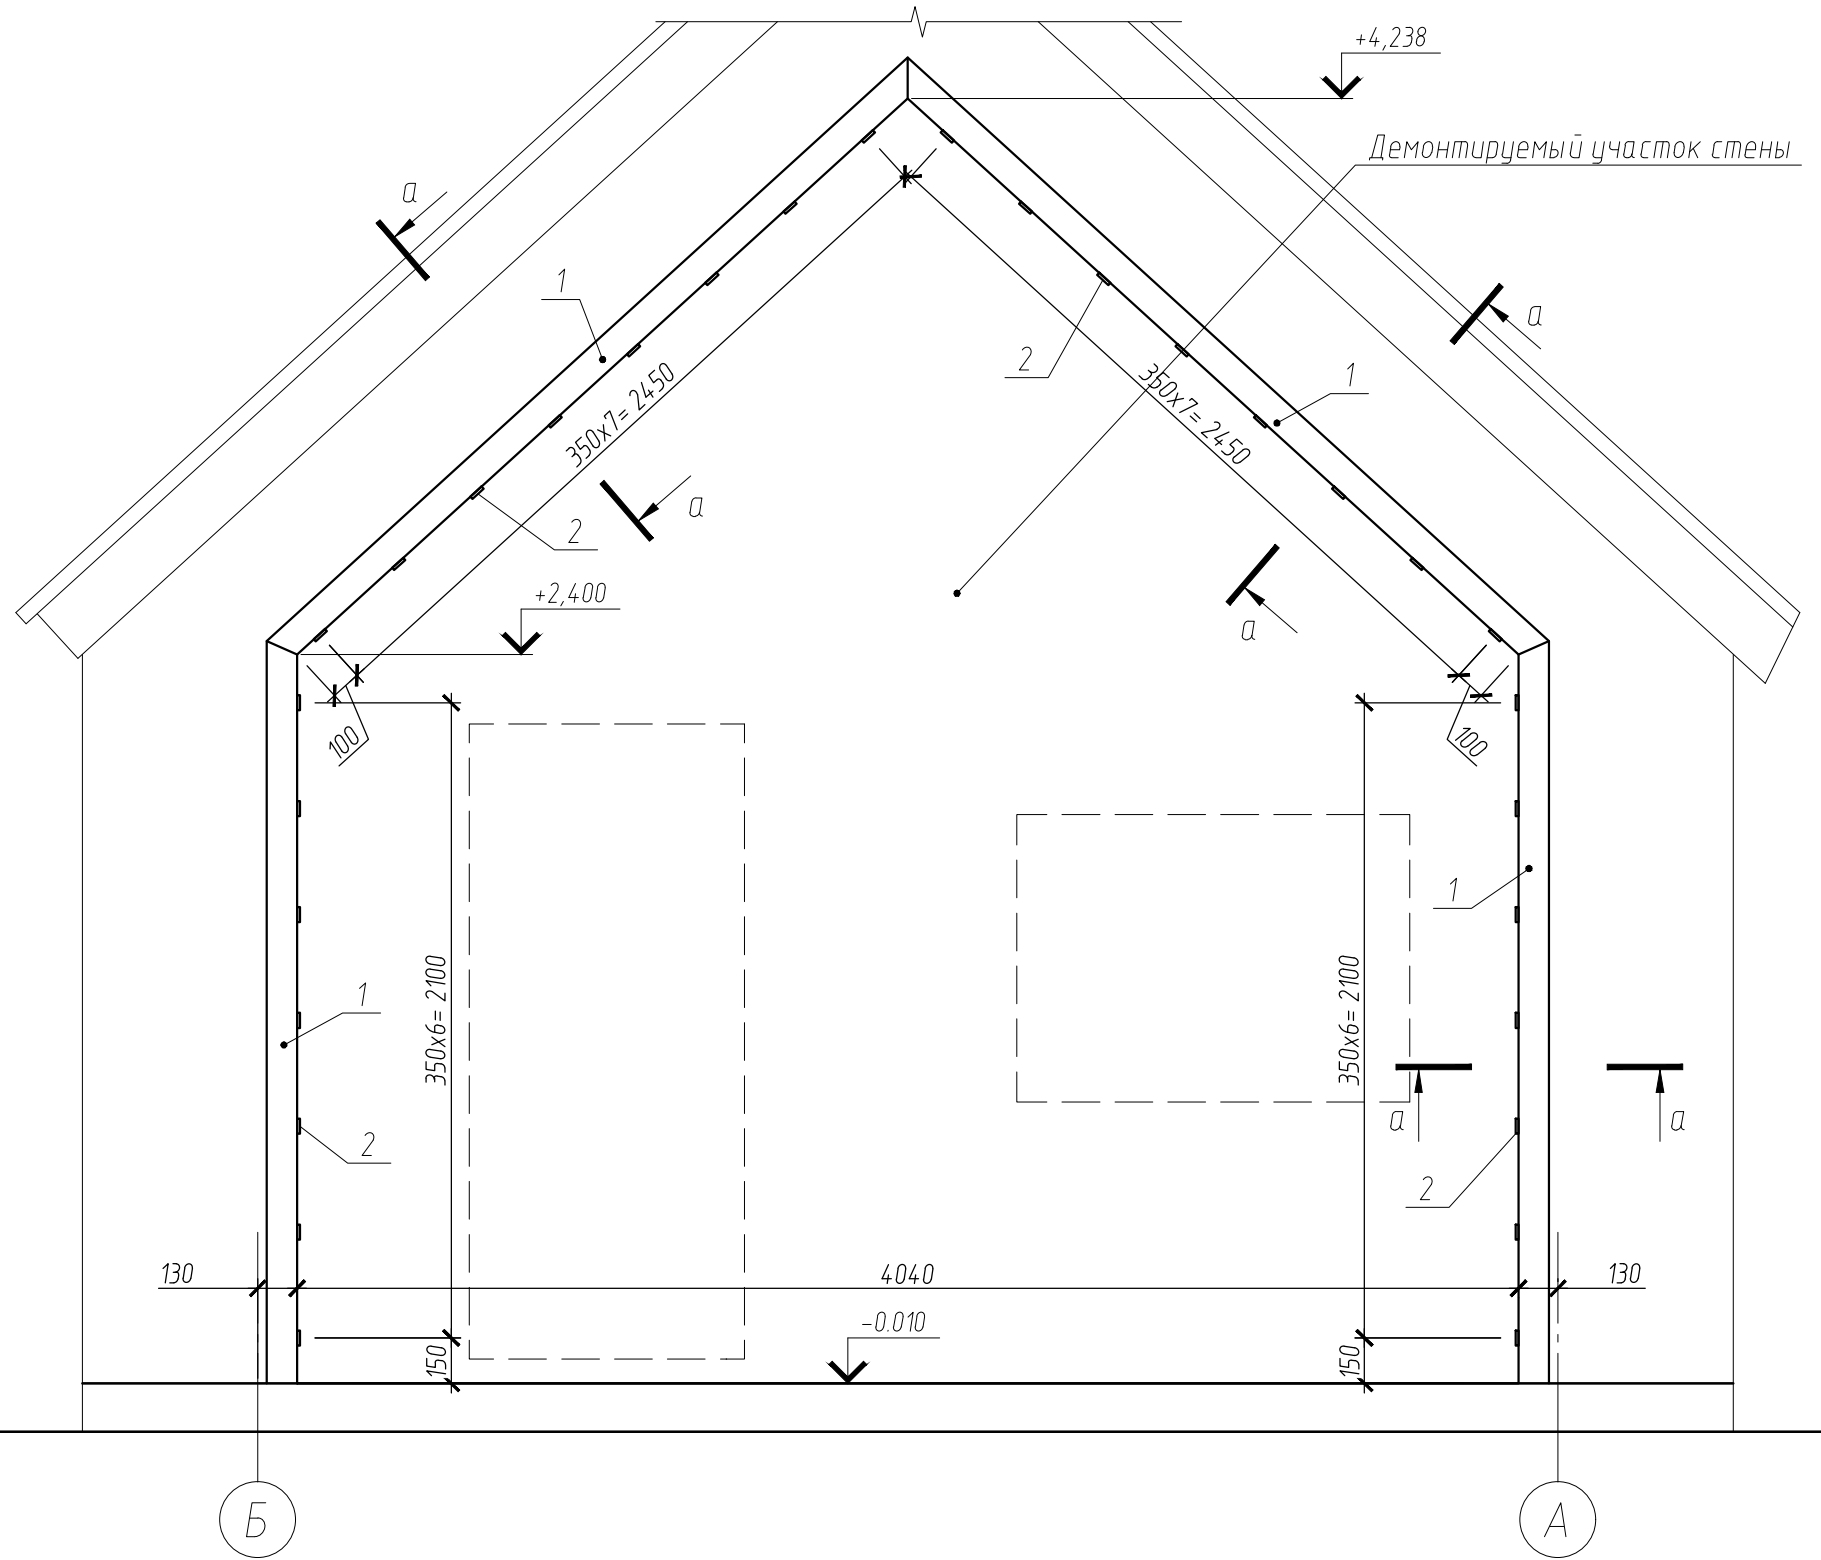 +4,238
Демонтируемый участок стены
а
1
а
2
1
350х7= 2450
350х7= 2450
а
2
+2,400
а
100
100
1
350х6= 2100
350х6= 2100
1
а
а
2
2
130
4040
130
-0.010
150
150
Б
А